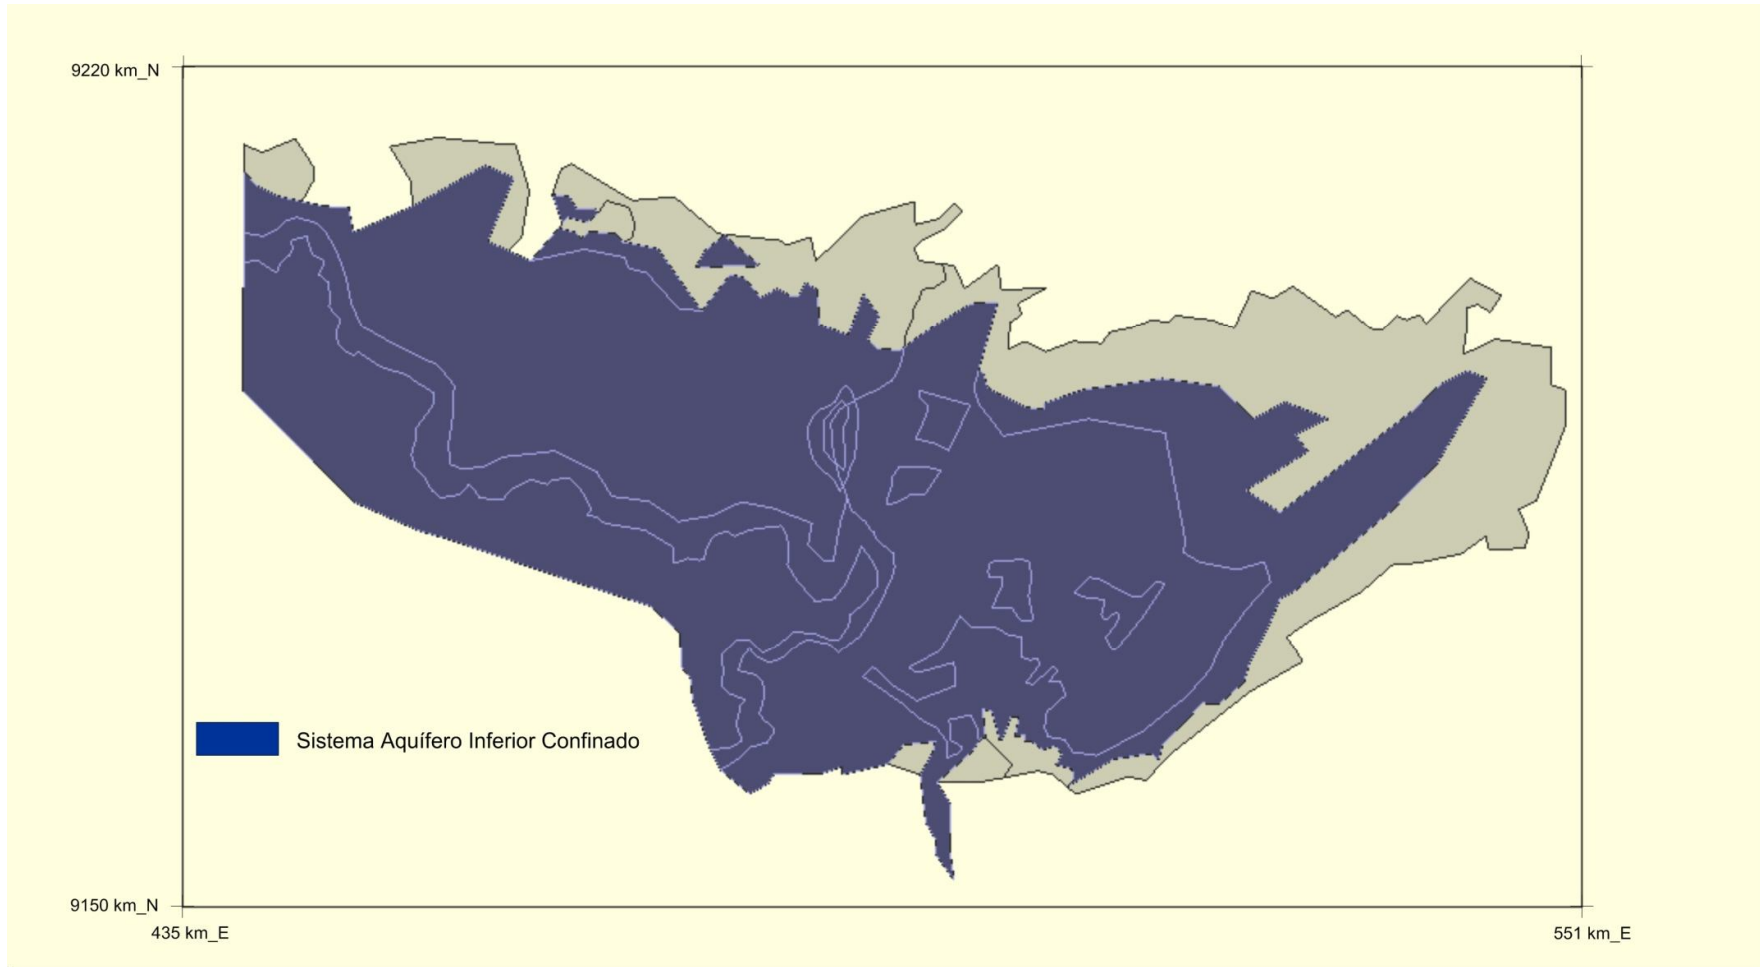 9220 km_N
Sistema Aquífero Inferior Confinado
9150 km_N
435 km_E
551 km_E